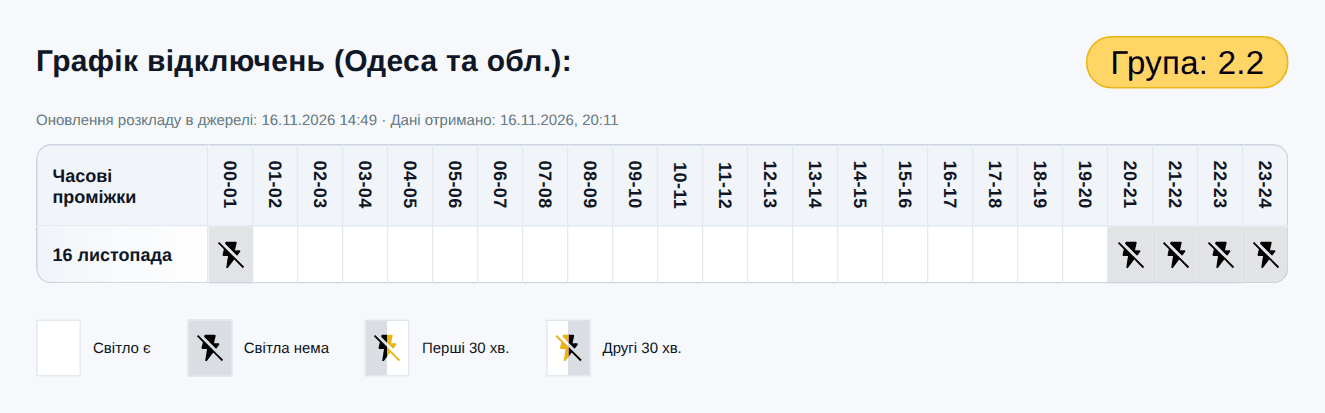 Графік відключень (Одеса та обл.):
Група: 2.2
Оновлення розкладу в джерелі: 16.11.2026 14:49 · Дані отримано: 16.11.2026, 20:11
Часові
проміжки
00-01
01-02
02-03
03-04
04-05
05-06
06-07
07-08
08-09
09-10
10-11
11-12
12-13
13-14
14-15
15-16
16-17
17-18
18-19
19-20
20-21
21-22
22-23
23-24
16 листопада
Світло є
Світла нема
Перші 30 хв.
Другі 30 хв.